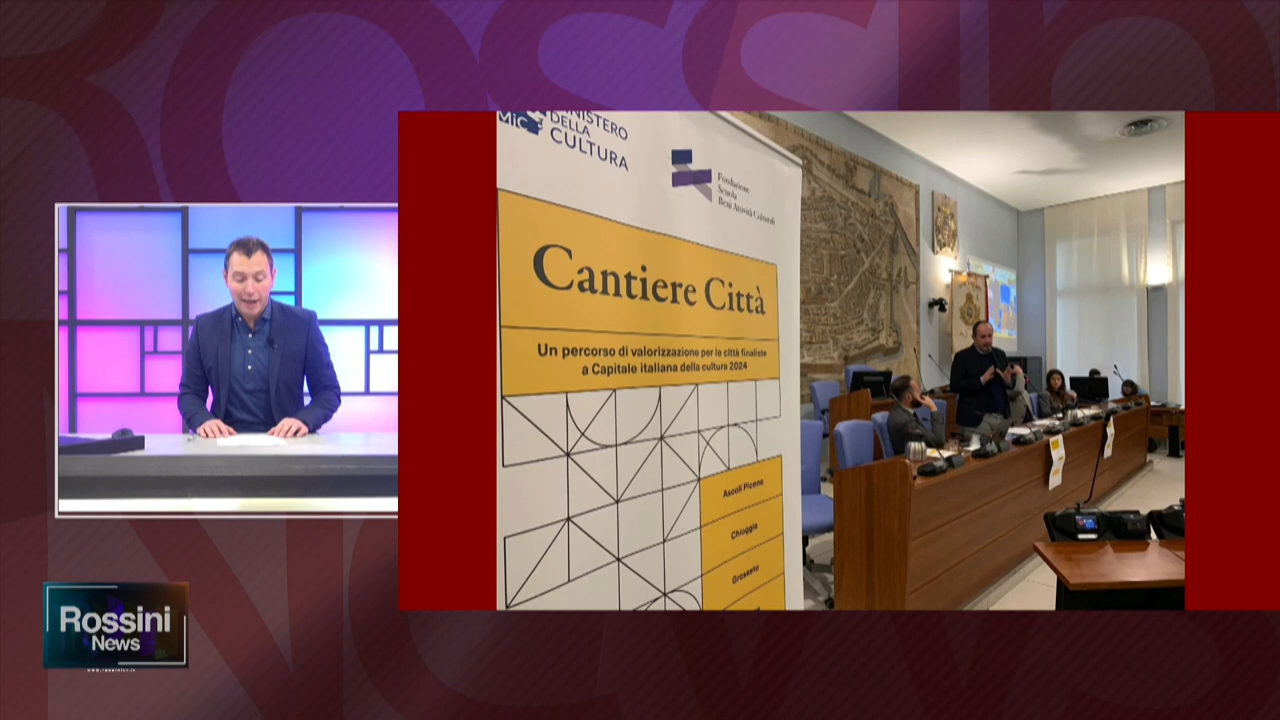 MiC
MINISTERO
DELLA
CULTURA
Fondazione
Scuola
Beni Attività Culturali
Cantiere Città
Un percorso di valorizzazione per le città finaliste
a Capitale italiana della cultura 2024
Ascoli Piceno
Chioggia
Grosseto
Rossini
News